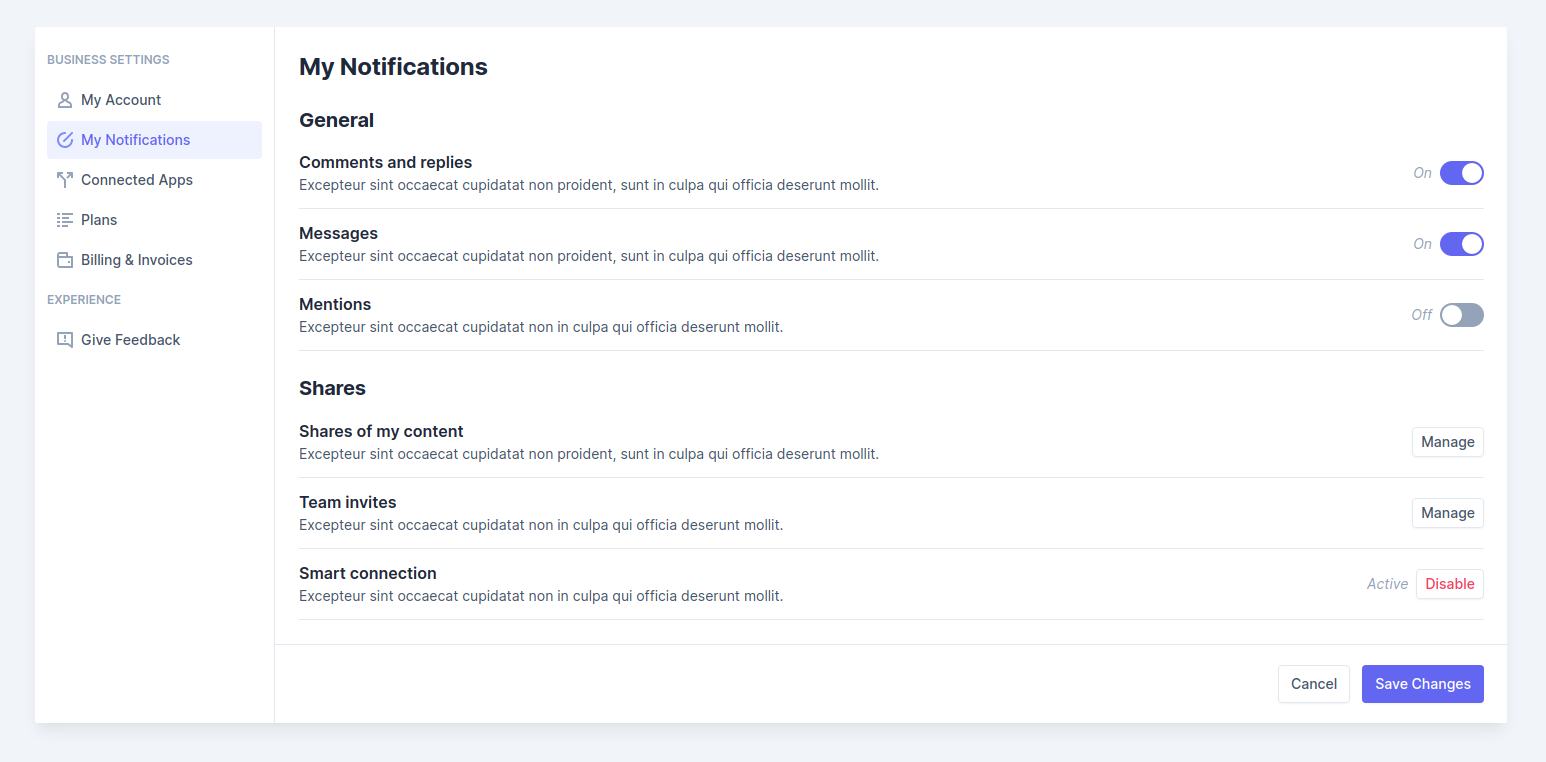 BUSINESS SETTINGS
My Account
My Notifications
Connected Apps
Plans
Billing & Invoices
EXPERIENCE
Give Feedback
My Notifications
General
Comments and replies
Excepteur sint occaecat cupidatat non proident, sunt in culpa qui officia deserunt mollit.
On
Messages
Excepteur sint occaecat cupidatat non proident, sunt in culpa qui officia deserunt mollit.
On
Mentions
Excepteur sint occaecat cupidatat non in culpa qui officia deserunt mollit.
Off
Shares
Shares of my content
Excepteur sint occaecat cupidatat non proident, sunt in culpa qui officia deserunt mollit.
Manage
Team invites
Excepteur sint occaecat cupidatat non in culpa qui officia deserunt mollit.
Manage
Smart connection
Excepteur sint occaecat cupidatat non in culpa qui officia deserunt mollit.
Active Disable
Cancel Save Changes